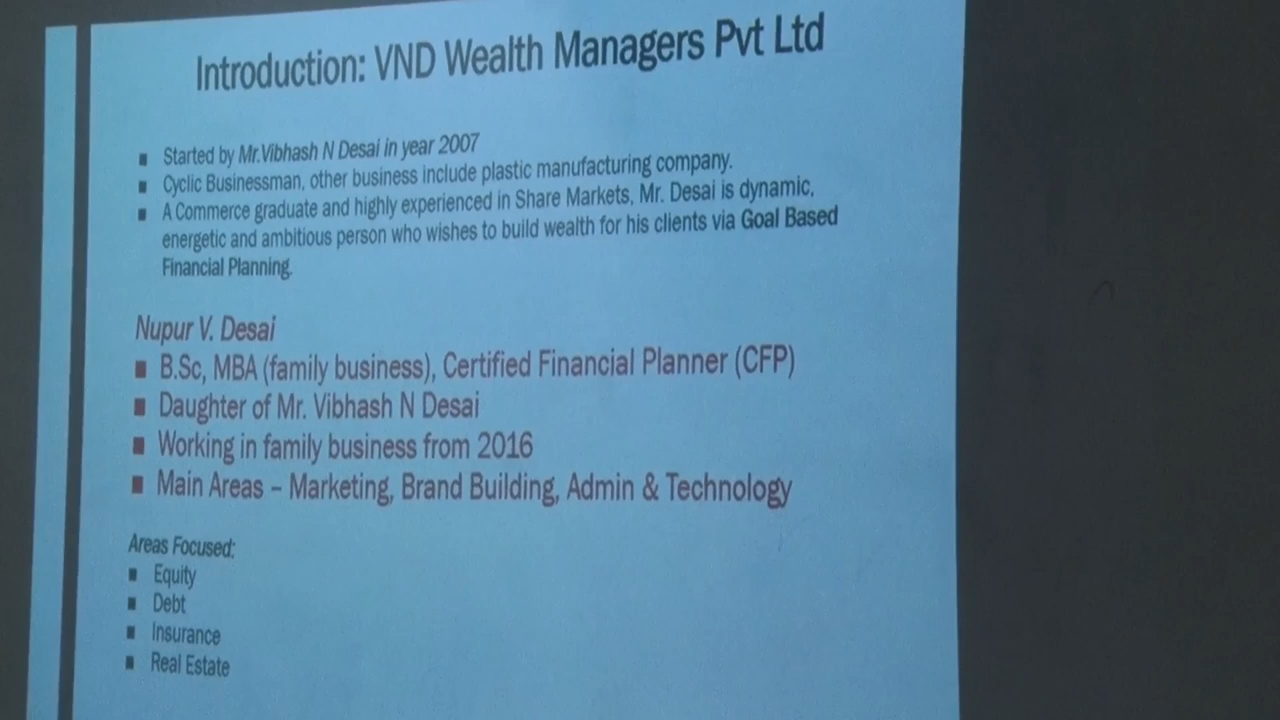 Introduction: VND Wealth Managers Pvt Ltd
■ Started by Mr.Vibhash N Desai in year 2007
■ Cyclic Businessman, other business include plastic manufacturing company.
■ A Commerce graduate and highly experienced in Share Markets, Mr. Desai is dynamic,
energetic and ambitious person who wishes to build wealth for his clients via Goal Based
Financial Planning.
Nupur V. Desai
■ B.Sc, MBA (family business), Certified Financial Planner (CFP)
■ Daughter of Mr. Vibhash N Desai
■ Working in family business from 2016
■ Main Areas – Marketing, Brand Building, Admin & Technology
Areas Focused:
■ Equity
■ Debt
■ Insurance
■ Real Estate